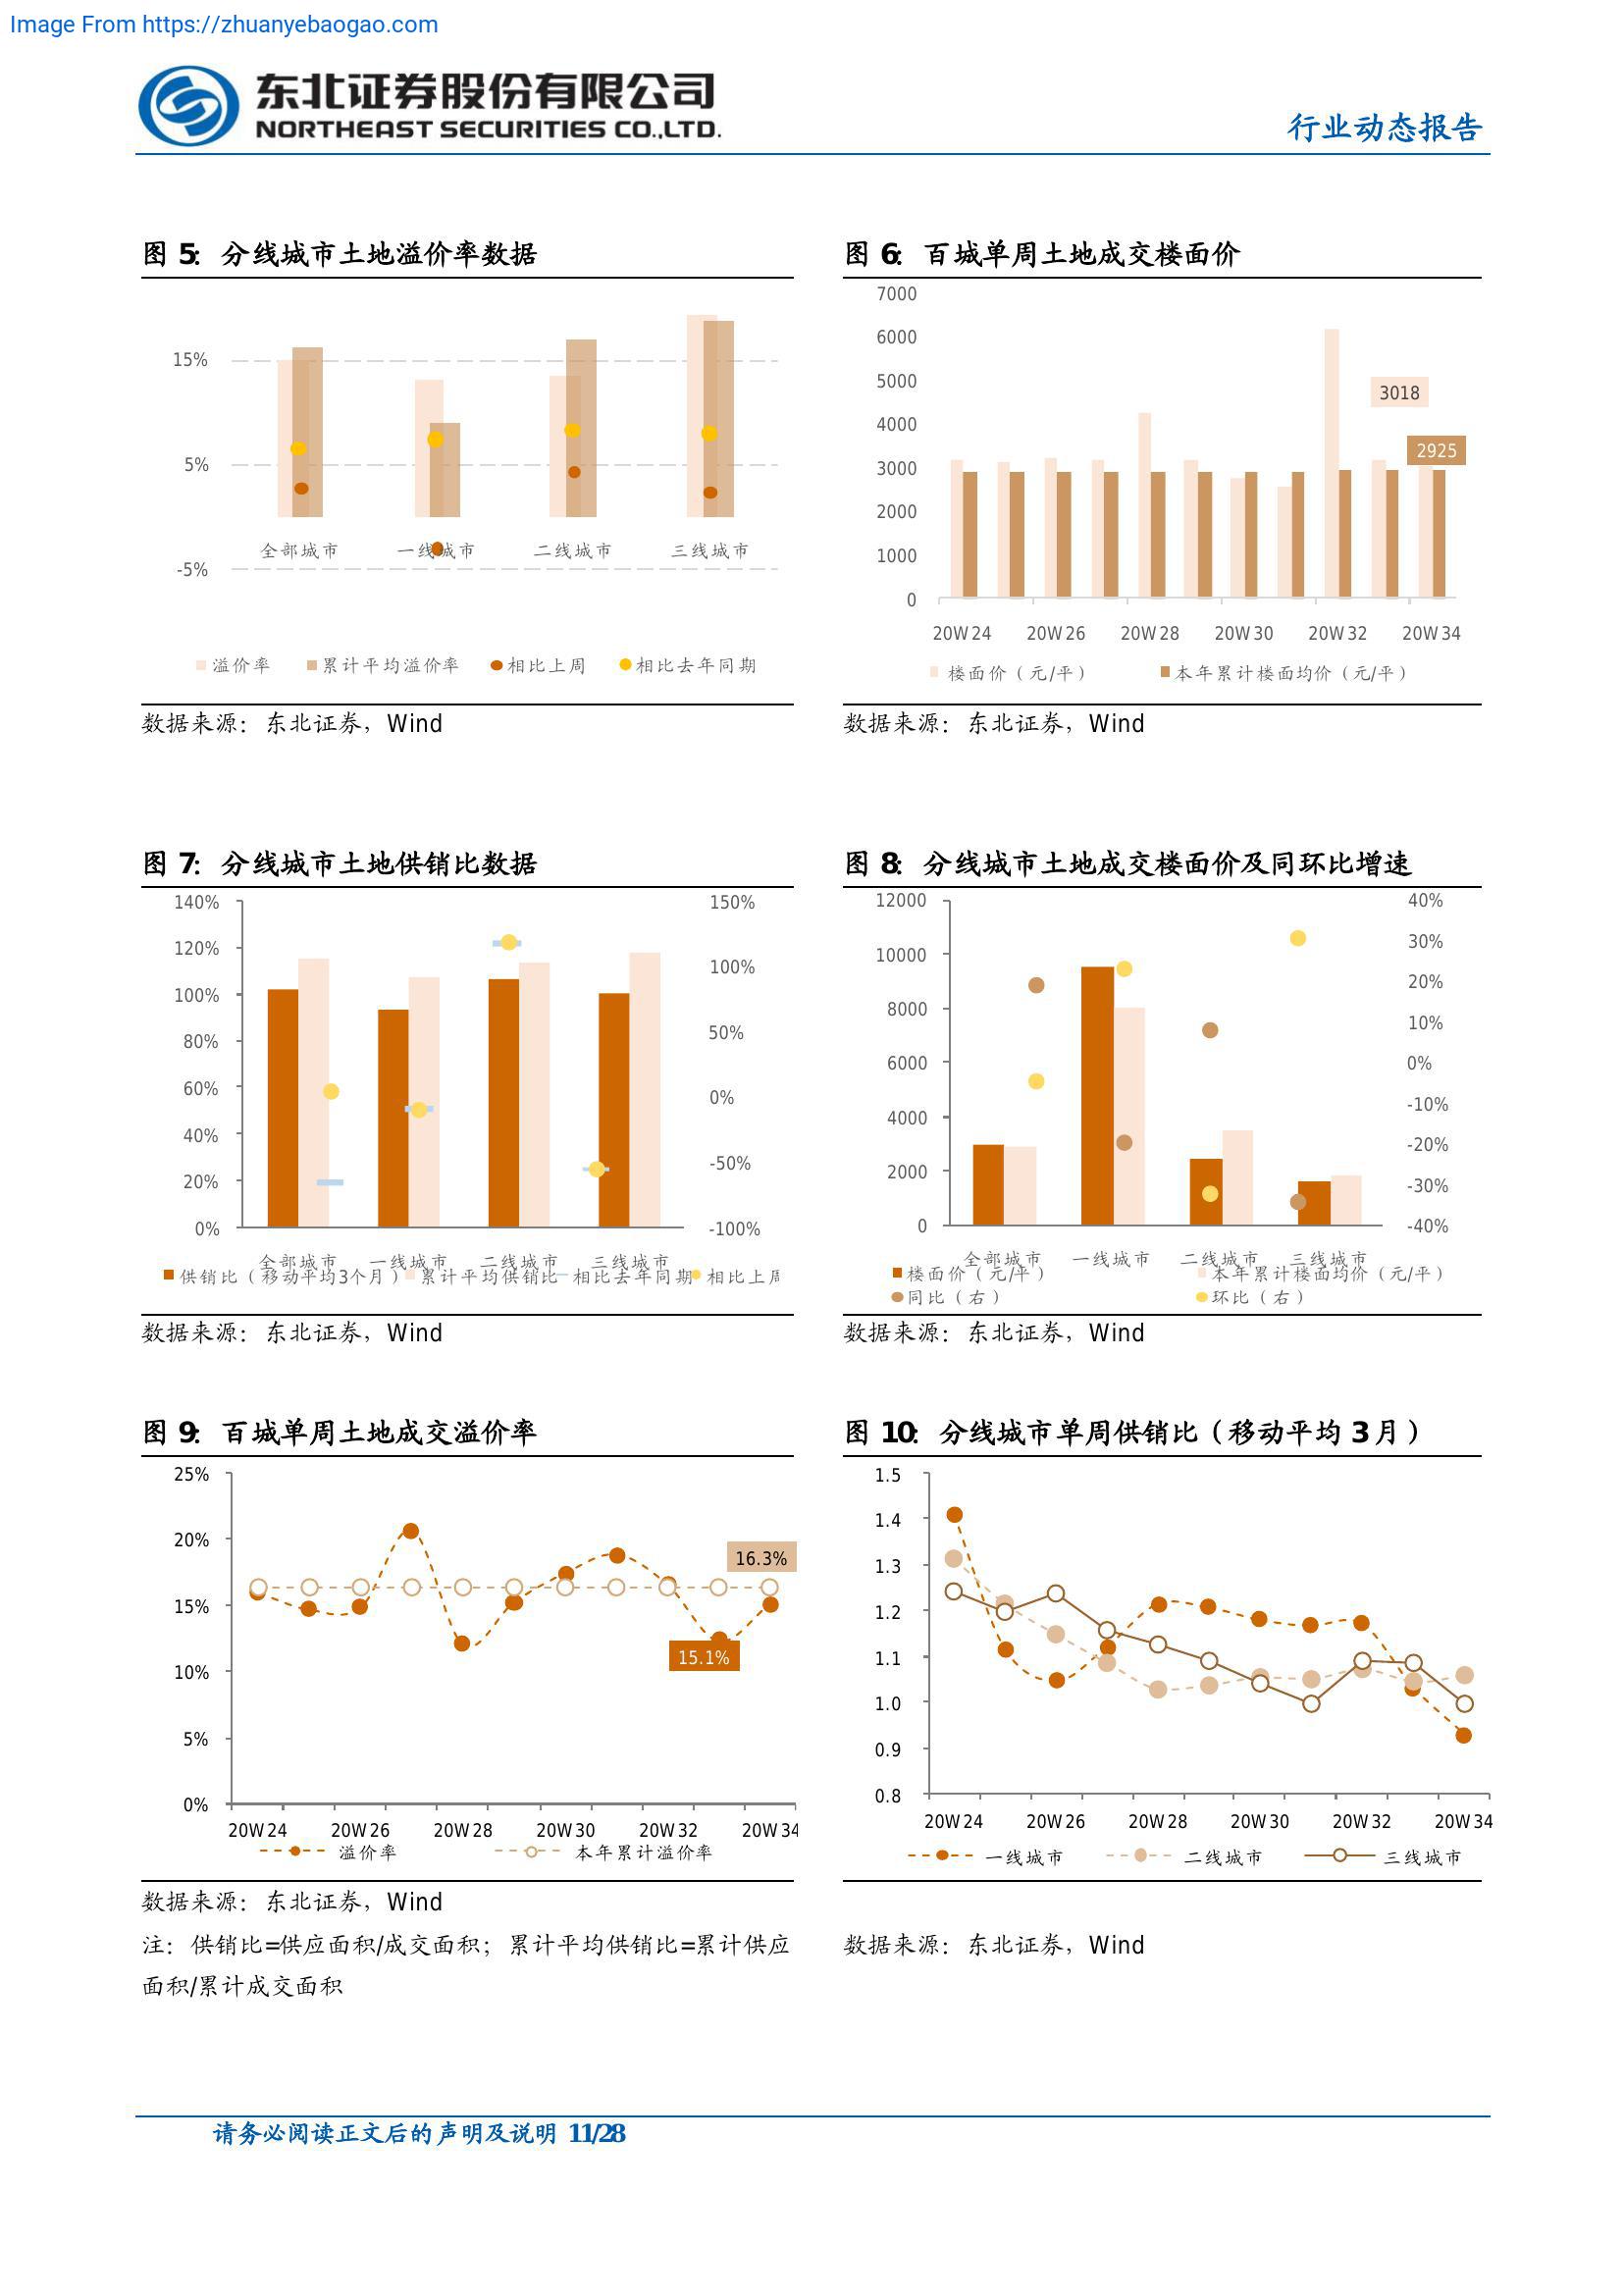 Image From https://zhuanyebaogao.com
东北证券股份有限公司
NORTHEAST SECURITIES CO.,LTD.
行业动态报告
图 5: 分线城市土地溢价率数据
15%
5%
-5%
全部城市 一线城市 二线城市 三线城市
溢价率 累计平均溢价率 相比上周 相比去年同期
数据来源：东北证券，Wind
图 6: 百城单周土地成交楼面价
7000
6000
5000
4000
3000
2000
1000
0
3018
2925
20W24 20W26 20W28 20W30 20W32 20W34
楼面价（元/平） 本年累计楼面均价（元/平）
数据来源：东北证券，Wind
图 7: 分线城市土地供销比数据
140%
120%
100%
80%
60%
40%
20%
0%
150%
100%
50%
0%
-50%
-100%
全部城市 一线城市 二线城市 三线城市
供销比（移动平均3个月） 累计平均供销比 相比去年同期 相比上周
数据来源：东北证券，Wind
图 8: 分线城市土地成交楼面价及同环比增速
12000
10000
8000
6000
4000
2000
0
40%
30%
20%
10%
0%
-10%
-20%
-30%
-40%
全部城市 一线城市 二线城市 三线城市
楼面价（元/平） 本年累计楼面均价（元/平）
同比（右） 环比（右）
数据来源：东北证券，Wind
图 9: 百城单周土地成交溢价率
25%
20%
15%
10%
5%
0%
16.3%
15.1%
20W24 20W26 20W28 20W30 20W32 20W34
溢价率 本年累计溢价率
数据来源：东北证券，Wind
注：供销比=供应面积/成交面积；累计平均供销比=累计供应
面积/累计成交面积
图 10: 分线城市单周供销比（移动平均 3 月）
1.5
1.4
1.3
1.2
1.1
1.0
0.9
0.8
20W24 20W26 20W28 20W30 20W32 20W34
一线城市 二线城市 三线城市
数据来源：东北证券，Wind
请务必阅读正文后的声明及说明 11/28